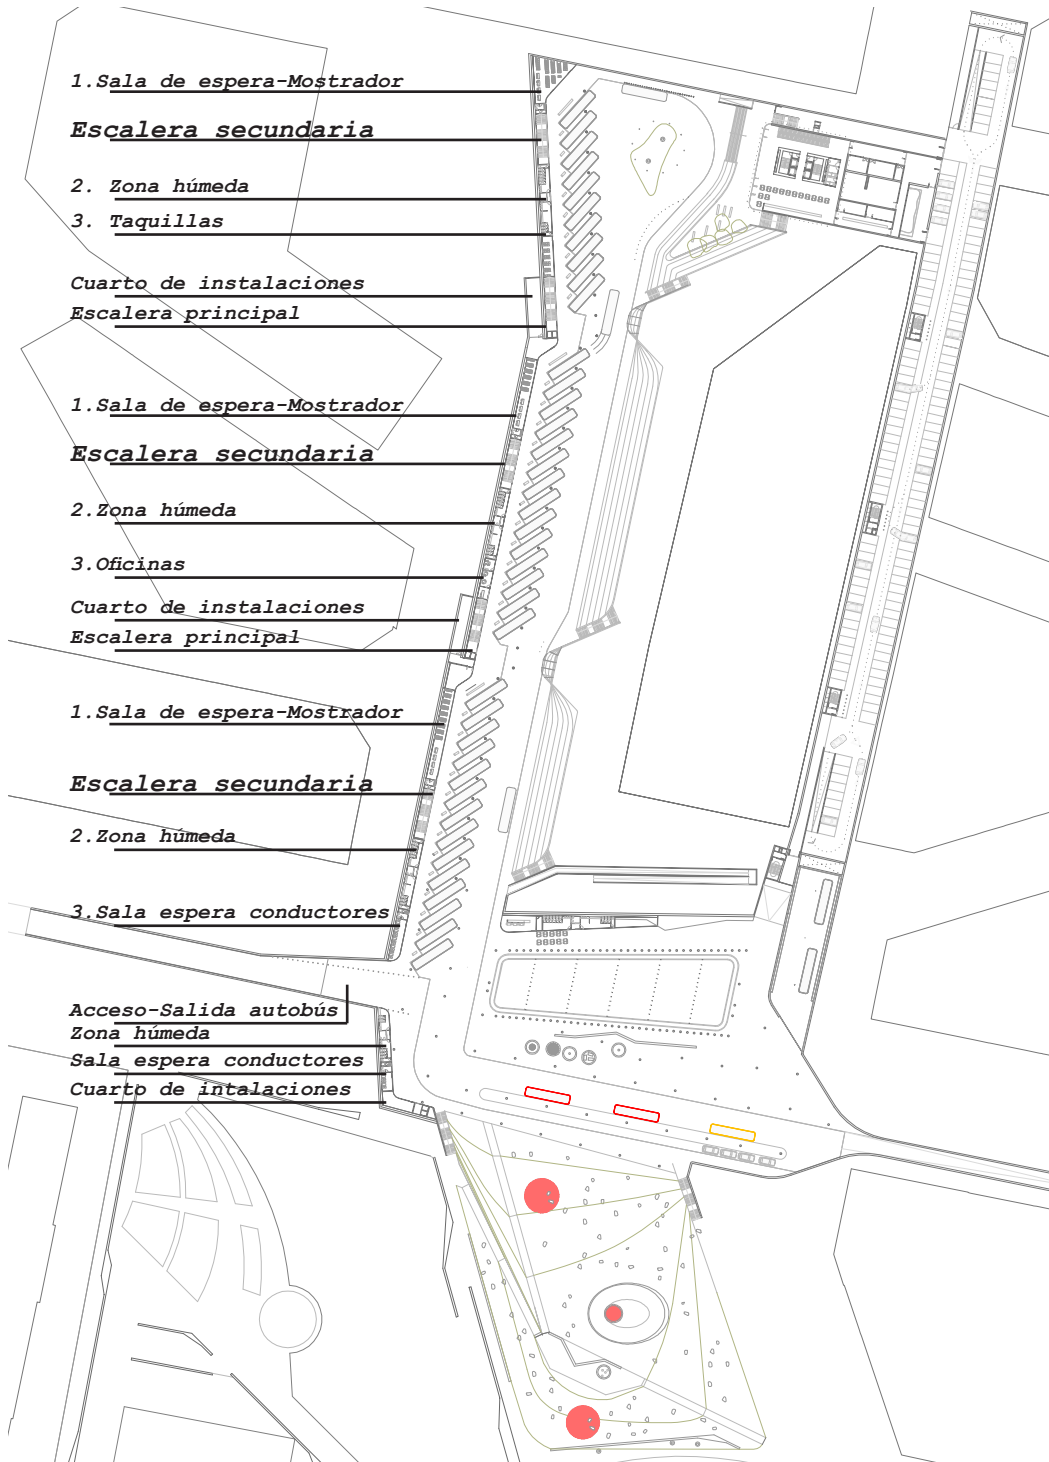 1.Sala de espera-Mostrador
Escalera secundaria
2. Zona húmeda
3. Taquillas
Cuarto de instalaciones
Escalera principal
1.Sala de espera-Mostrador
Escalera secundaria
2.Zona húmeda
3.Oficinas
Cuarto de instalaciones
Escalera principal
1.Sala de espera-Mostrador
Escalera secundaria
2.Zona húmeda
3.Sala espera conductores
Acceso-Salida autobús
Zona húmeda
Sala espera conductores
Cuarto de intalaciones